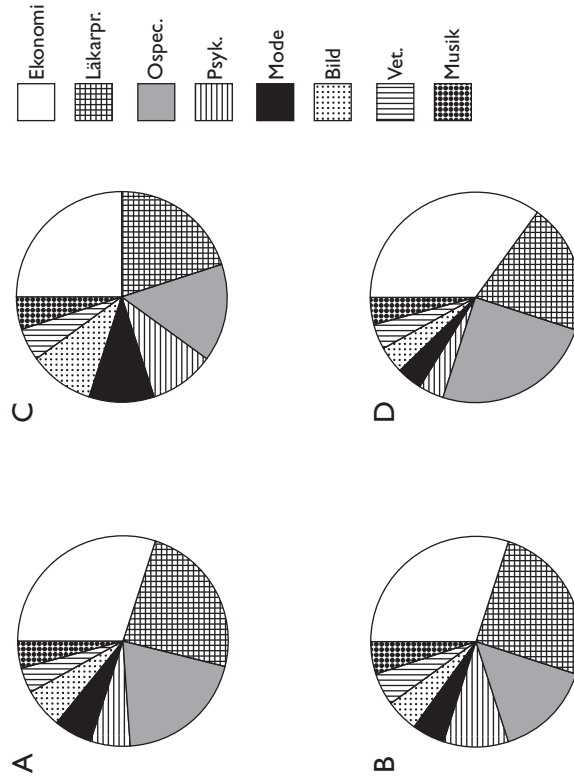 Ekonomi
Läkarpr.
Ospec.
Psyk.
Mode
Bild
Vet.
Musik
A
C
B
D